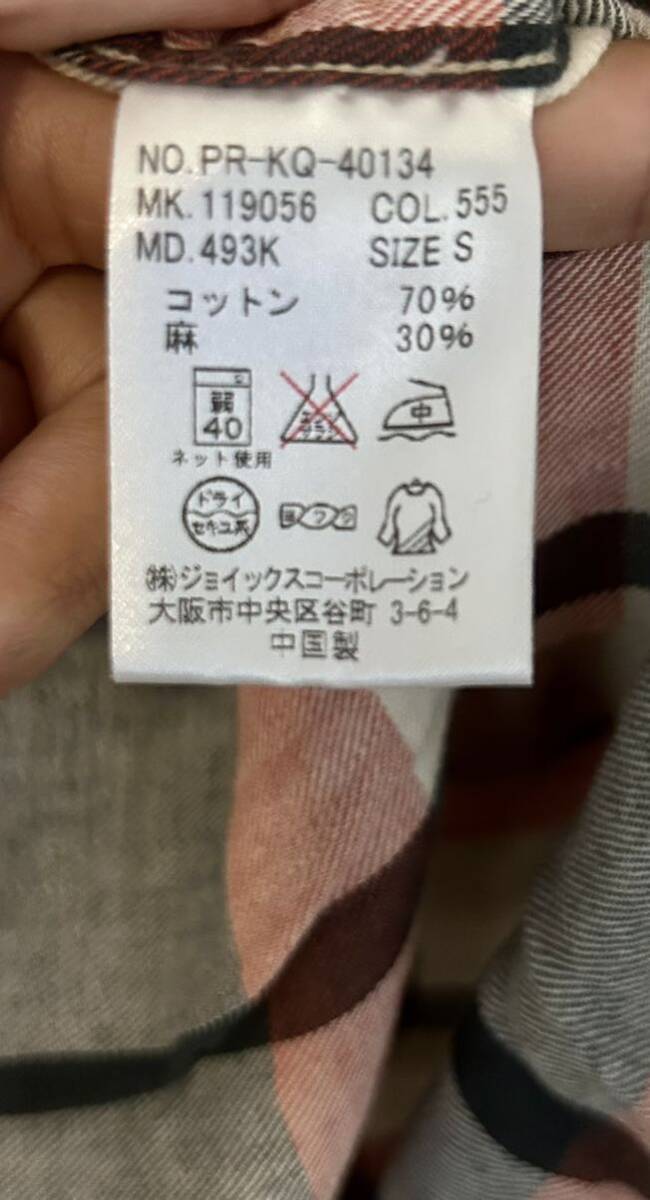 NO.PR-KQ-40134
MK.119056 COL.555
MD.493K SIZE S
コットン 70%
麻 30%
弱
40
中
ネット使用
ドライ
セキユ系
㈱ジョイックスコーポレーション
大阪市中央区谷町 3-6-4
中国製